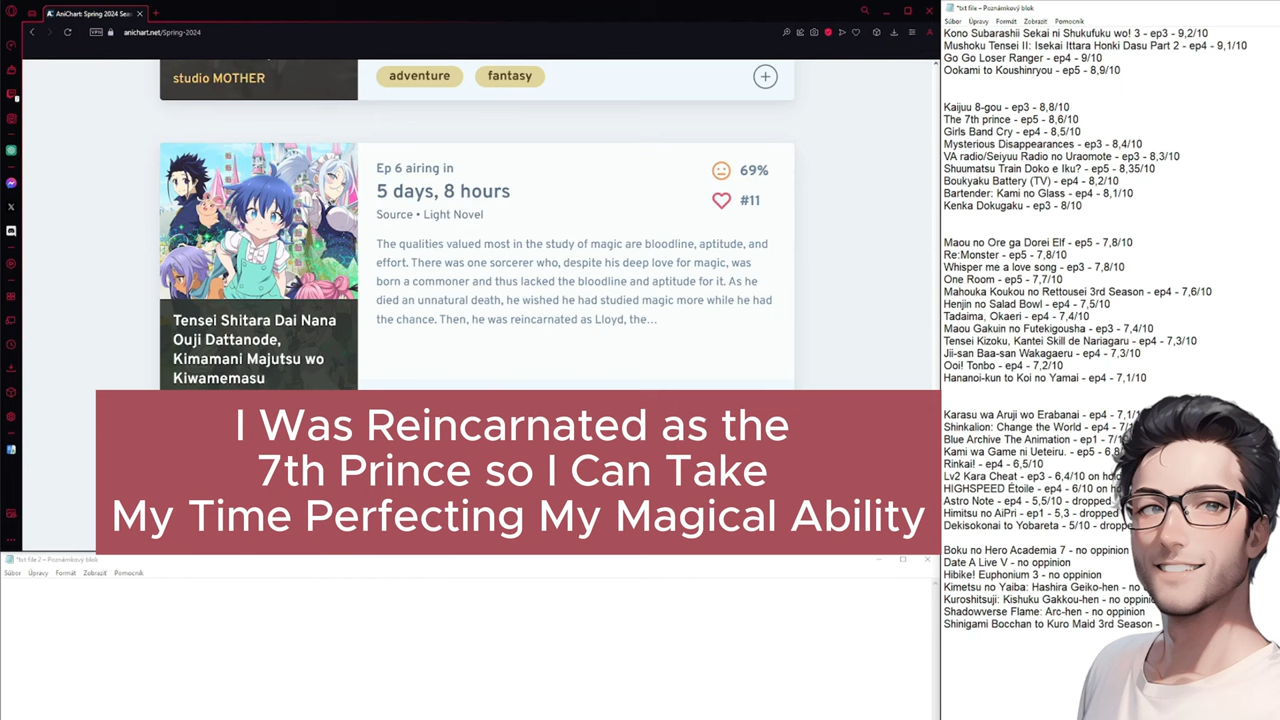 AniChart: Spring 2024 Sea
anichart.net/Spring-2024
VPN
studio MOTHER
adventure
fantasy
Ep 6 airing in
5 days, 8 hours
Source • Light Novel
69%
#11
The qualities valued most in the study of magic are bloodline, aptitude, and
effort. There was one sorcerer who, despite his deep love for magic, was
born a commoner and thus lacked the bloodline and aptitude for it. As he
died an unnatural death, he wished he had studied magic more while he had
the chance. Then, he was reincarnated as Lloyd, the...
Tensei Shitara Dai Nana
Ouji Dattanode,
Kimamani Majutsu wo
Kiwamemasu
I Was Reincarnated as the
7th Prince so I Can Take
My Time Perfecting My Magical Ability
*txt file 2 – Poznámkový blok
Súbor Úpravy Formát Zobraziť Pomocník
*txt file – Poznámkový blok
Súbor Úpravy Formát Zobraziť Pomocník
Kono Subarashii Sekai ni Shukufuku wo! 3 - ep3 - 9,2/10
Mushoku Tensei II: Isekai Ittara Honki Dasu Part 2 - ep4 - 9,1/10
Go Go Loser Ranger - ep4 - 9/10
Ookami to Koushinryou - ep5 - 8,9/10
Kaijuu 8-gou - ep3 - 8,8/10
The 7th prince - ep5 - 8,6/10
Girls Band Cry - ep4 - 8,5/10
Mysterious Disappearances - ep3 - 8,4/10
VA radio/Seiyuu Radio no Uraomote - ep3 - 8,3/10
Shuumatsu Train Doko e Iku? - ep5 - 8,35/10
Boukyaku Battery (TV) - ep4 - 8,2/10
Bartender: Kami no Glass - ep4 - 8,1/10
Kenka Dokugaku - ep3 - 8/10
Maou no Ore ga Dorei Elf - ep5 - 7,8/10
Re:Monster - ep5 - 7,8/10
Whisper me a love song - ep3 - 7,8/10
One Room - ep5 - 7,7/10
Mahouka Koukou no Rettousei 3rd Season - ep4 - 7,6/10
Henjin no Salad Bowl - ep4 - 7,5/10
Tadaima, Okaeri - ep4 - 7,4/10
Maou Gakuin no Futekigousha - ep3 - 7,4/10
Tensei Kizoku, Kantei Skill de Nariagaru - ep4 - 7,3/10
Jii-san Baa-san Wakagaeru - ep4 - 7,3/10
Ooi! Tonbo - ep4 - 7,2/10
Hananoi-kun to Koi no Yamai - ep4 - 7,1/10
Karasu wa Aruji wo Erabanai - ep4 - 7,1/
Shinkalion: Change the World - ep4 - 7/
Blue Archive The Animation - ep1 - 7/1
Kami wa Game ni Ueteiru. - ep5 - 6,8
Rinkai! - ep4 - 6,5/10
Lv2 Kara Cheat - ep3 - 6,4/10 on ho
HIGHSPEED Étoile - ep4 - 6/10 on ho
Astro Note - ep4 - 5,5/10 - dropped
Himitsu no AiPri - ep1 - 5,3 - dropped
Dekisokonai to Yobareta - 5/10 - dropp
Boku no Hero Academia 7 - no oppinion
Date A Live V - no oppinion
Hibike! Euphonium 3 - no oppinion
Kimetsu no Yaiba: Hashira Geiko-hen - no
Kuroshitsuji: Kishuku Gakkou-hen - no opp
Shadowverse Flame: Arc-hen - no oppinion
Shinigami Bocchan to Kuro Maid 3rd Season -